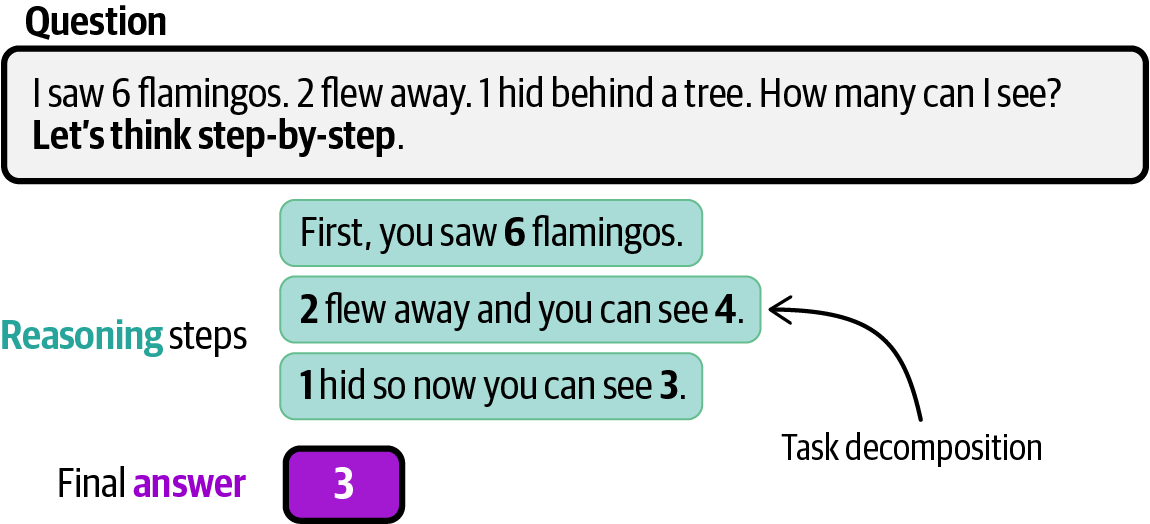 Question
I saw 6 flamingos. 2 flew away. 1 hid behind a tree. How many can I see?
Let's think step-by-step.
First, you saw 6 flamingos.
2 flew away and you can see 4.
Reasoning steps
1 hid so now you can see 3.
Task decomposition
Final answer
3